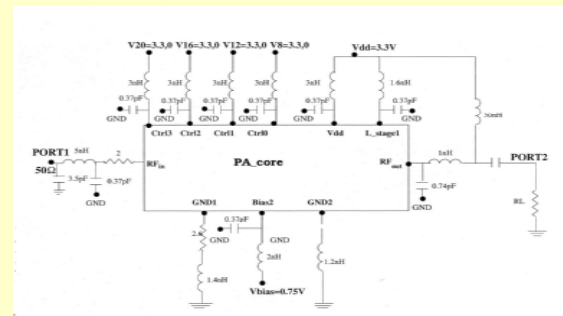 V20=3.3,0 V16=3.3,0 V12=3.3,0 V8=3.3,0 Vdd=3.3V
3nH 3nH 3nH 3nH 3nH 1.6nH
0.37pF 0.37pF 0.37pF 0.37pF 0.37pF 0.37pF
GND GND GND GND GND GND
Ctrl3 Ctrl2 Ctrl1 Ctrl0 Vdd L_stage1
PORT1 5nH 2 RFin PA_core RFout 1nH PORT2
50Ω
3.5pF 0.37pF 0.74pF RL
GND GND
GND1 Bias2 GND2
0.37pF
GND GND
2nH 1.2nH
1.4nH
Vbias=0.75V